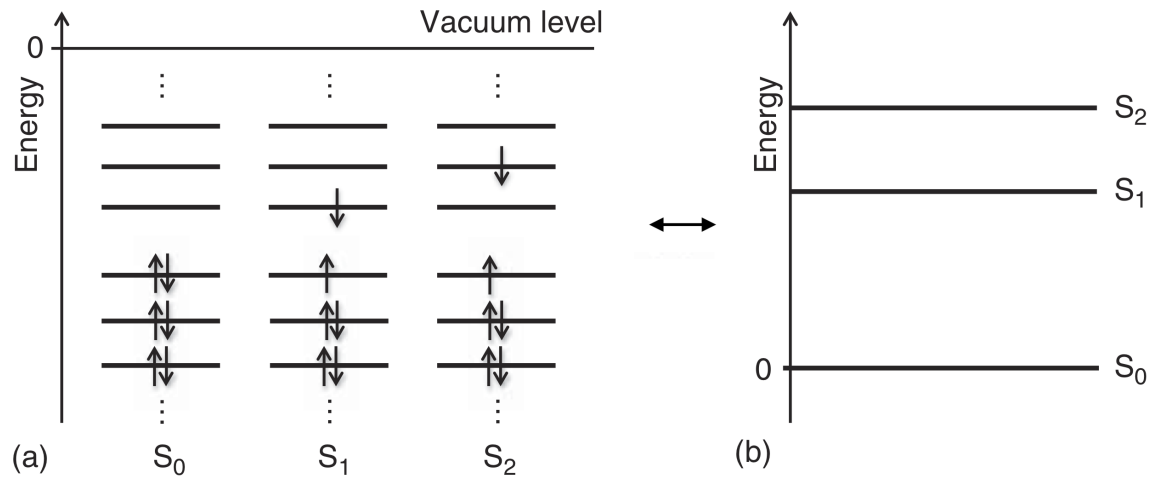 Vacuum level
0
Energy
S₀
S₁
S₂
(a)
Energy
S₂
S₁
0
S₀
(b)